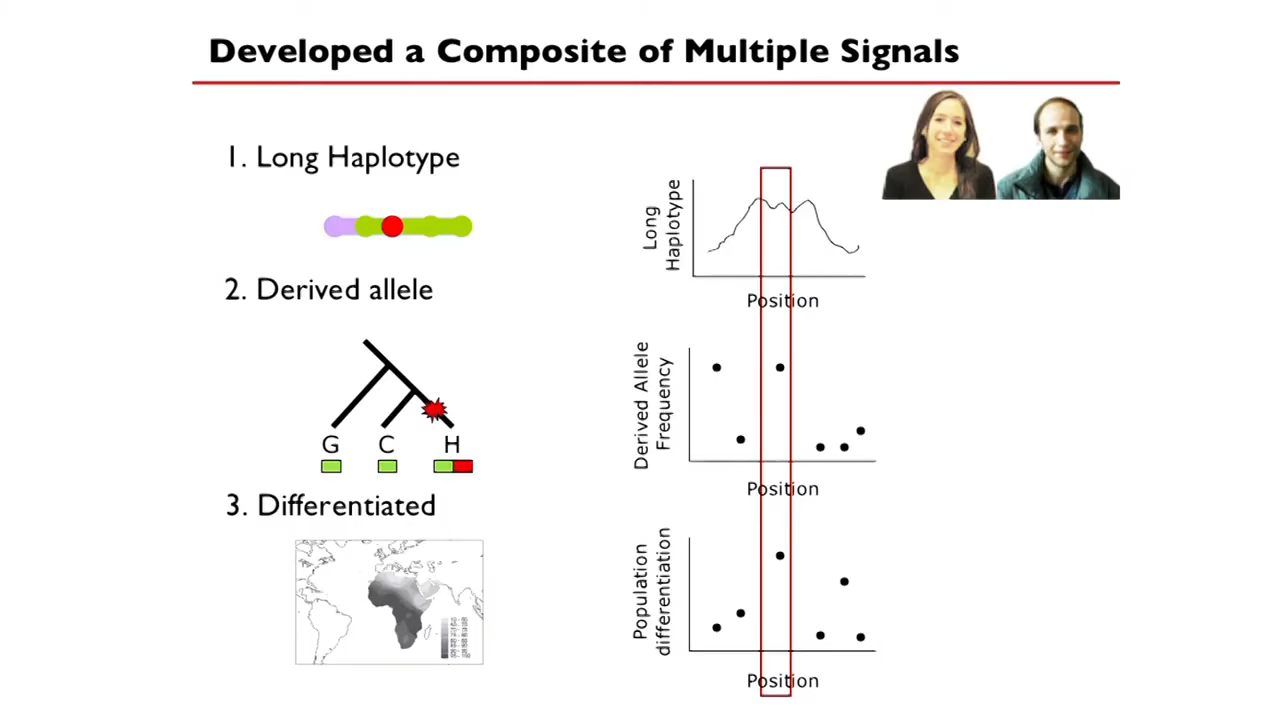 Developed a Composite of Multiple Signals
1. Long Haplotype
2. Derived allele
G C H
3. Differentiated
Long
Haplotype
Position
Derived Allele
Frequency
Position
Population
differentiation
Position